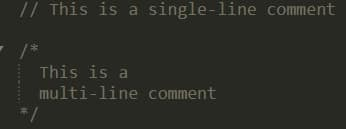 // This is a single-line comment
/*
This is a
multi-line comment
*/